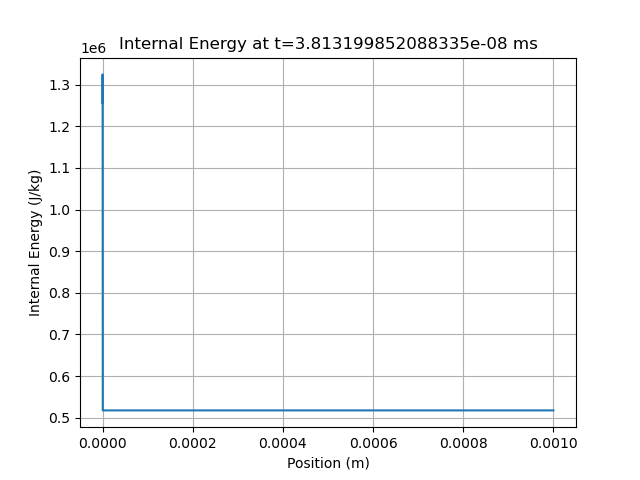 Internal Energy at t=3.813199852088335e-08 ms
1e6
1.3
1.2
1.1
1.0
0.9
0.8
0.7
0.6
0.5
Internal Energy (J/kg)
0.0000 0.0002 0.0004 0.0006 0.0008 0.0010
Position (m)